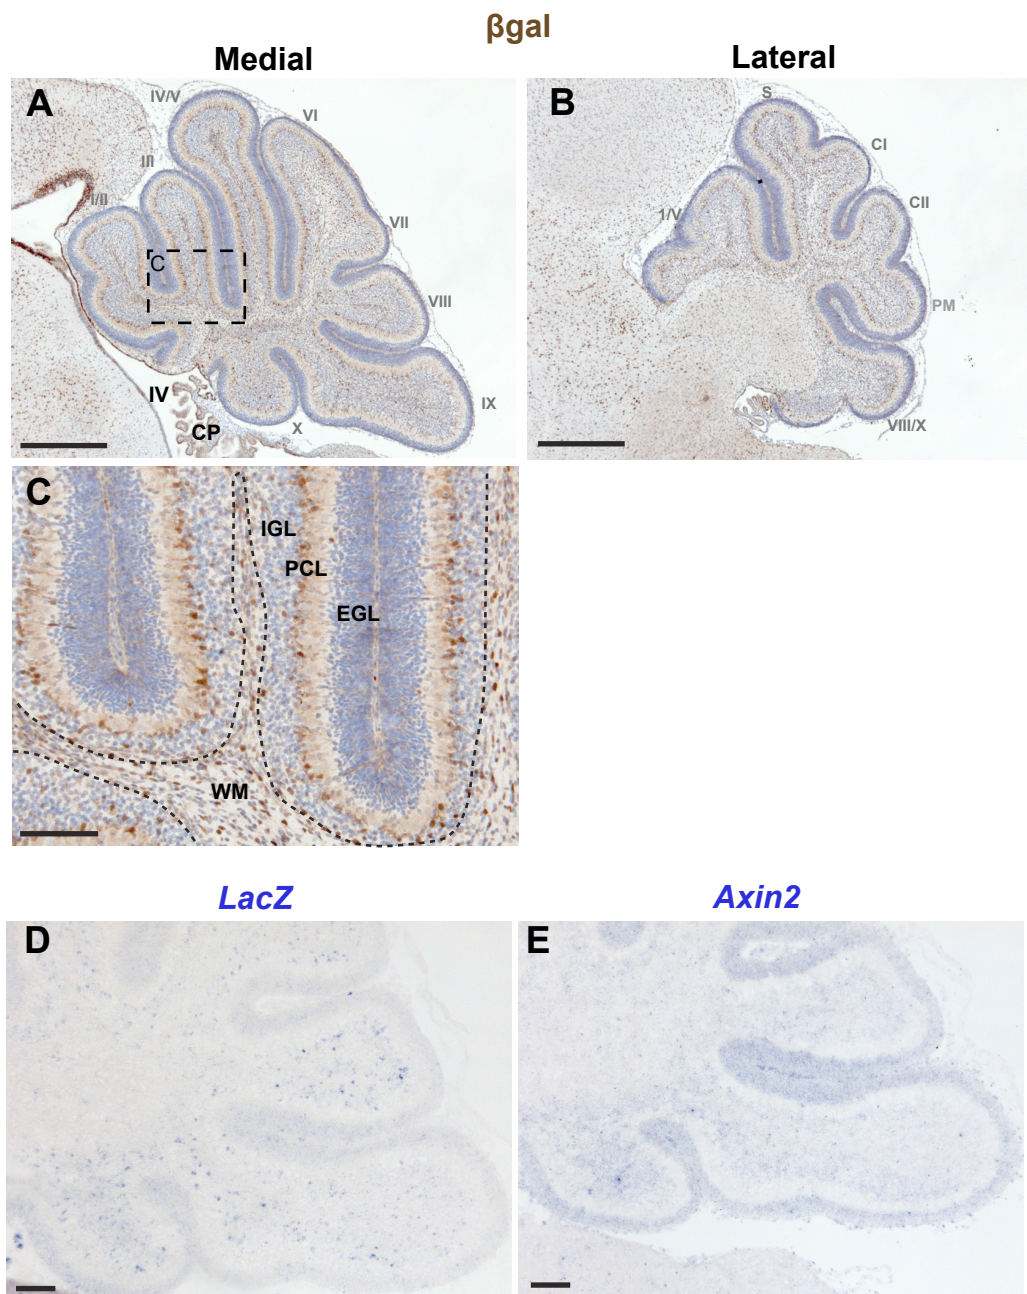 βgal
Medial
Lateral
A
IV/V
VI
III
I/II
C
VII
VIII
IV
CP
X
IX
B
S
CI
CII
1/V
PM
VIII/X
C
IGL
PCL
EGL
WM
LacZ
Axin2
D
E